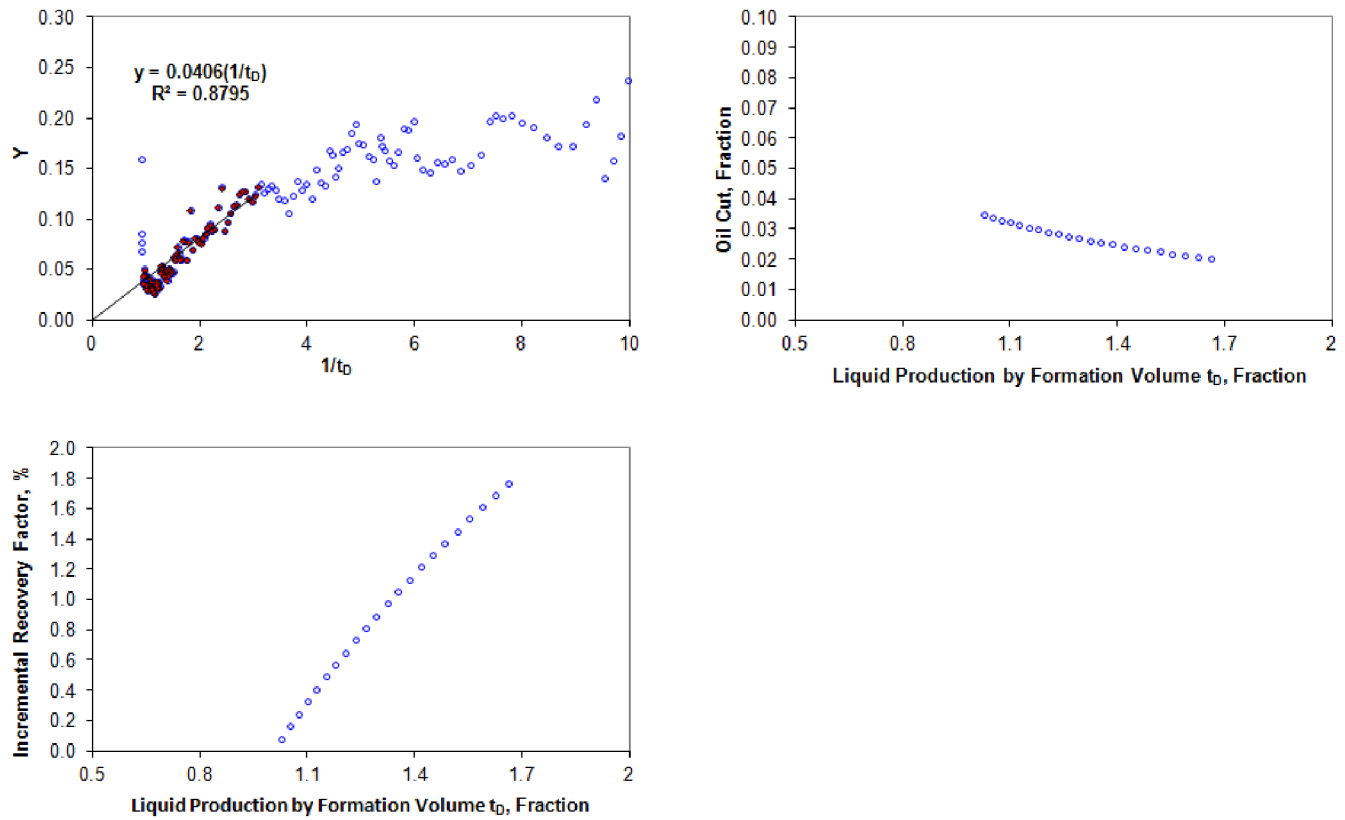 0.30
0.25
0.20
0.15
0.10
0.05
0.00
Y
y = 0.0406(1/tD)
R² = 0.8795
0 2 4 6 8 10
1/tD
0.10
0.09
0.08
0.07
0.06
0.05
0.04
0.03
0.02
0.01
0.00
Oil Cut, Fraction
0.5 0.8 1.1 1.4 1.7 2
Liquid Production by Formation Volume tD, Fraction
2.0
1.8
1.6
1.4
1.2
1.0
0.8
0.6
0.4
0.2
0.0
Incremental Recovery Factor, %
0.5 0.8 1.1 1.4 1.7 2
Liquid Production by Formation Volume tD, Fraction